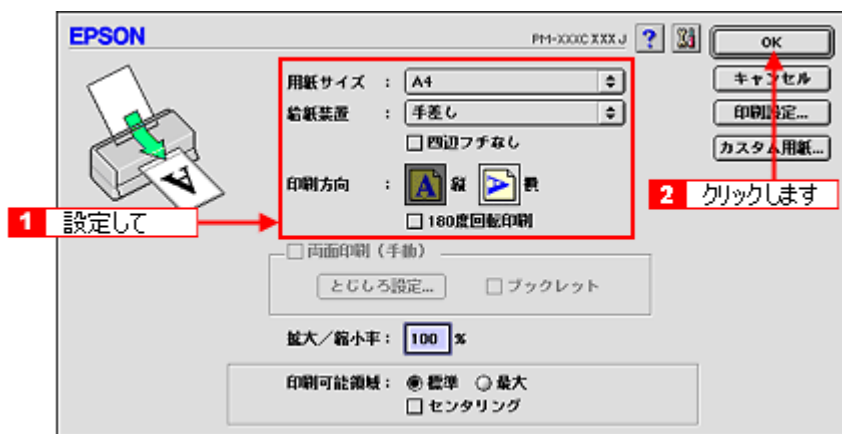 EPSON
PM-XXXC XXX J
?
OK
用紙サイズ : A4
キャンセル
給紙装置 : 手差し
印刷設定...
四辺フチなし
カスタム用紙...
印刷方向 : A 縦 A 横
2 クリックします
1 設定して
180度回転印刷
両面印刷（手動）
とじしろ設定...
ブックレット
拡大／縮小率 : 100 %
印刷可能領域 : 標準 最大
センタリング